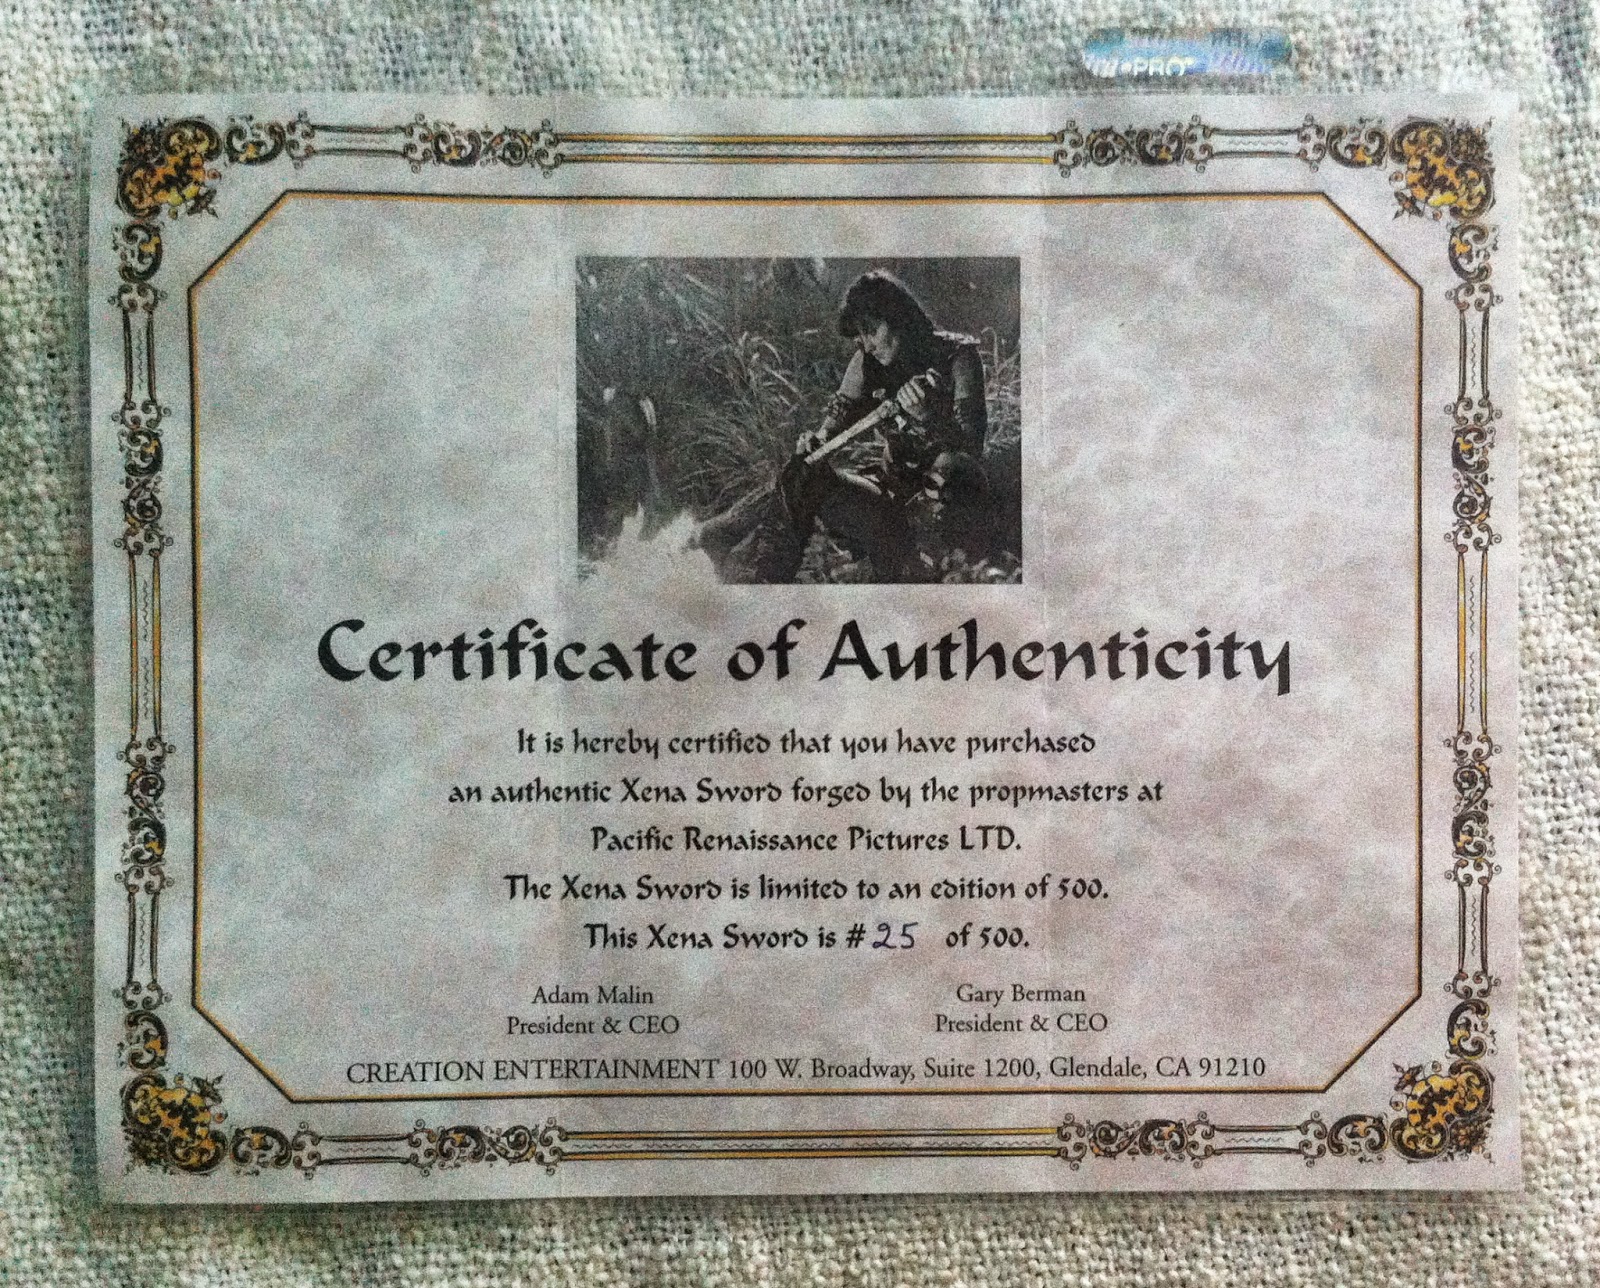 •PRO
Certificate of Authenticity
It is hereby certified that you have purchased
an authentic Xena Sword forged by the propmasters at
Pacific Renaissance Pictures LTD.
The Xena Sword is limited to an edition of 500.
This Xena Sword is #25 of 500.
Adam Malin Gary Berman
President & CEO President & CEO
CREATION ENTERTAINMENT 100 W. Broadway, Suite 1200, Glendale, CA 91210